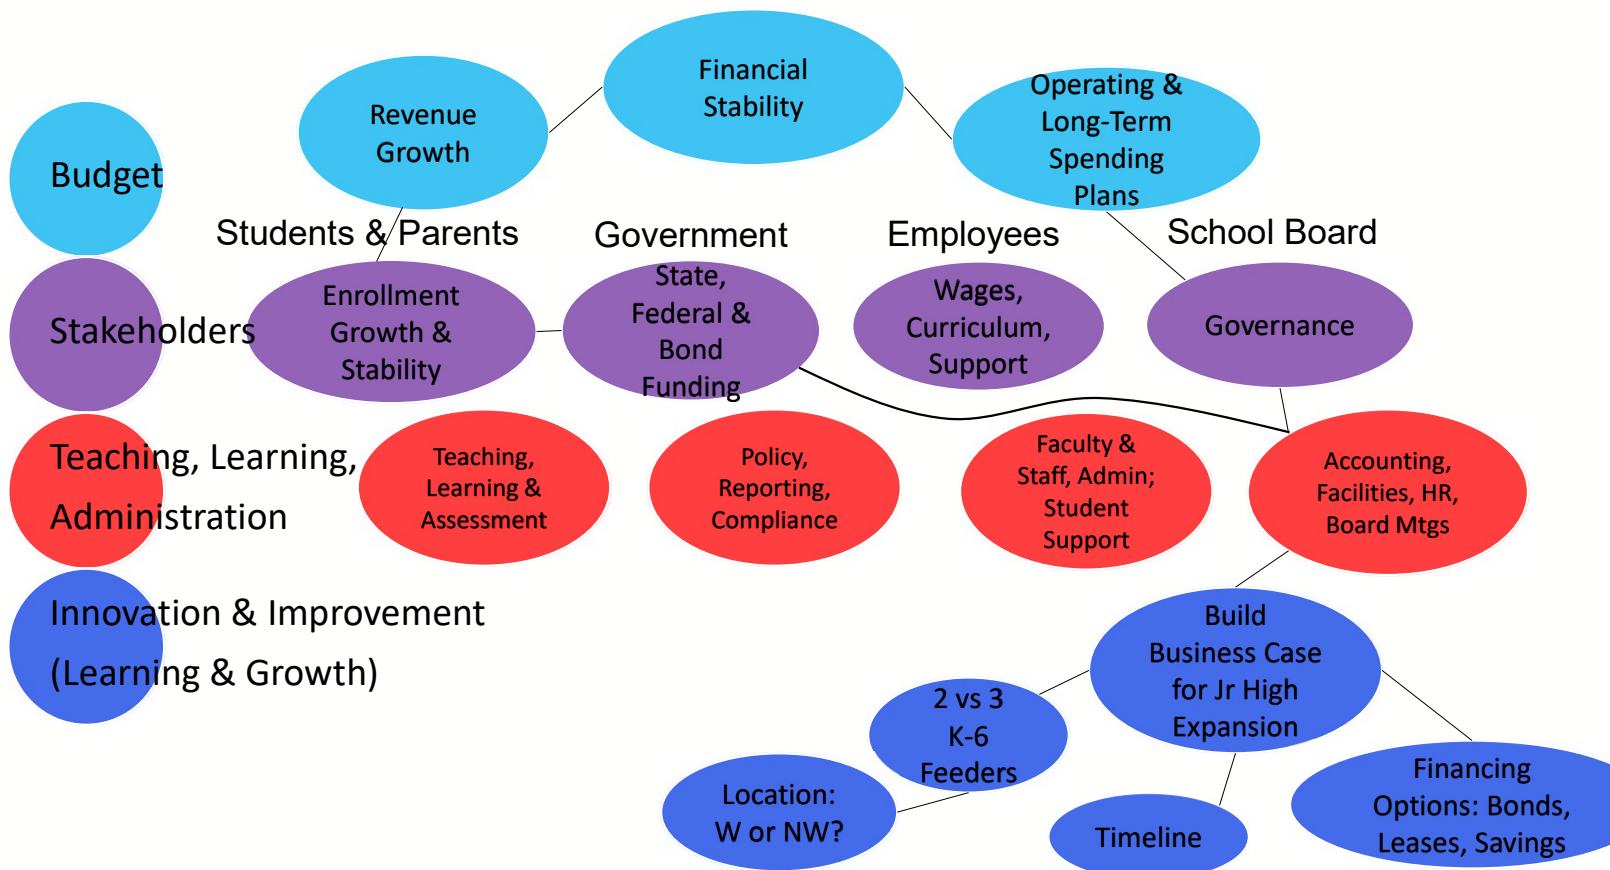 Financial
Stability
Revenue
Growth
Operating &
Long-Term
Spending
Plans
Budget
Students & Parents
Government
Employees
School Board
Stakeholders
Enrollment
Growth &
Stability
State,
Federal &
Bond
Funding
Wages,
Curriculum,
Support
Governance
Teaching, Learning,
Administration
Teaching,
Learning &
Assessment
Policy,
Reporting,
Compliance
Faculty &
Staff, Admin;
Student
Support
Accounting,
Facilities, HR,
Board Mtgs
Innovation & Improvement
(Learning & Growth)
Build
Business Case
for Jr High
Expansion
2 vs 3
K-6
Feeders
Location:
W or NW?
Timeline
Financing
Options: Bonds,
Leases, Savings